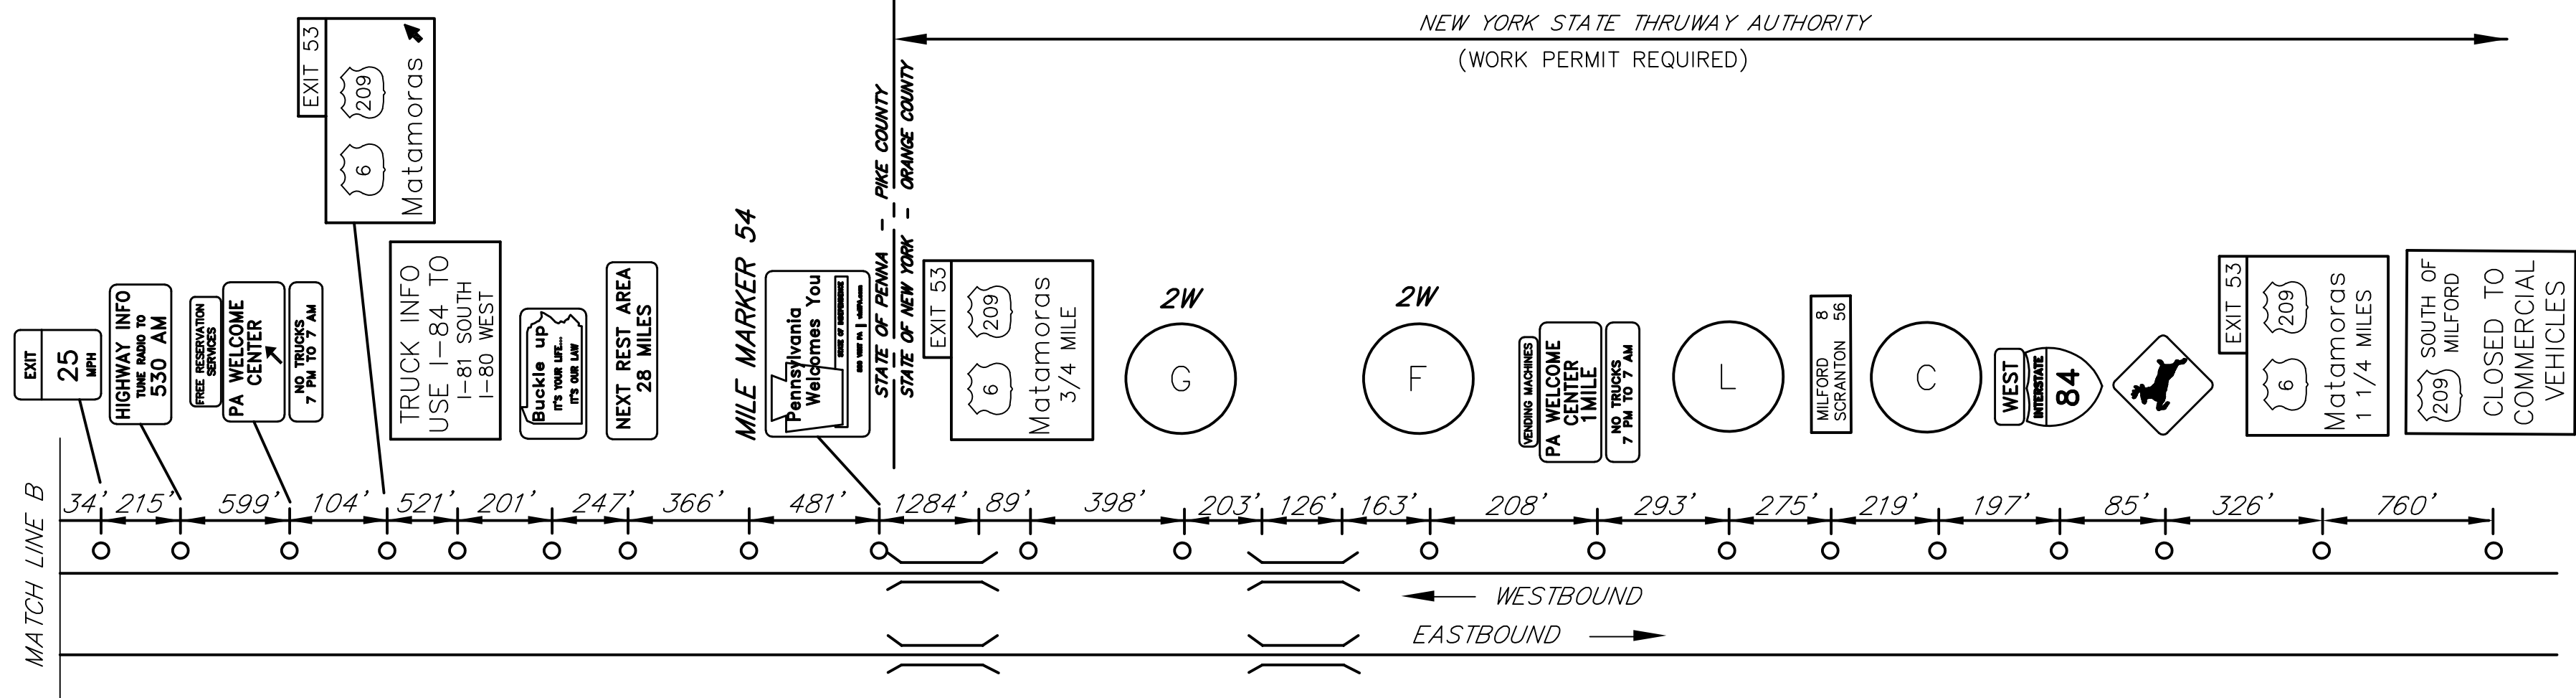 NEW YORK STATE THRUWAY AUTHORITY
(WORK PERMIT REQUIRED)
EXIT
25
MPH
HIGHWAY INFO
TUNE RADIO TO
530 AM
FREE RESERVATION
SERVICES
PA WELCOME
CENTER
NO TRUCKS
7 PM TO 7 AM
EXIT 53
6 209
Matamoras
TRUCK INFO
USE I-84 TO
I-81 SOUTH
I-80 WEST
Buckle up
IT'S YOUR LIFE...
IT'S OUR LAW
NEXT REST AREA
28 MILES
MILE MARKER 54
Pennsylvania
Welcomes You
STATE OF PENNA -- PIKE COUNTY
STATE OF NEW YORK -- ORANGE COUNTY
EXIT 53
6 209
Matamoras
3/4 MILE
2W
G
2W
F
VENDING MACHINES
PA WELCOME
CENTER
1MILE
NO TRUCKS
7 PM TO 7 AM
L
MILFORD 8
SCRANTON 56
C
WEST
INTERSTATE
84
EXIT 53
6 209
Matamoras
1 1/4 MILES
209 SOUTH OF
MILFORD
CLOSED TO
COMMERCIAL
VEHICLES
MATCH LINE B
34' 215' 599' 104' 521' 201' 247' 366' 481' 1284' 89' 398' 203' 126' 163' 208' 293' 275' 219' 197' 85' 326' 760'
WESTBOUND
EASTBOUND